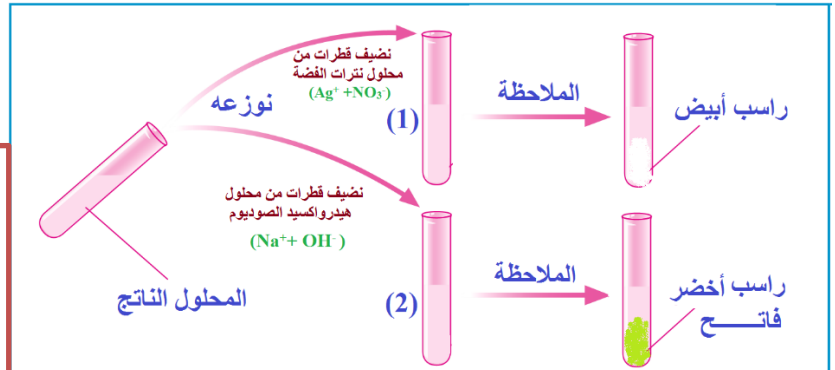 نضيف قطرات من
محلول نترات الفضة
(Ag⁺ +NO₃⁻)
نوزعه
(1)
الملاحظة
راسب أبيض
نضيف قطرات من محلول
هيدرواكسيد الصوديوم
(Na⁺+ OH⁻)
المحلول الناتج
(2)
الملاحظة
راسب أخضر
فاتـــــح